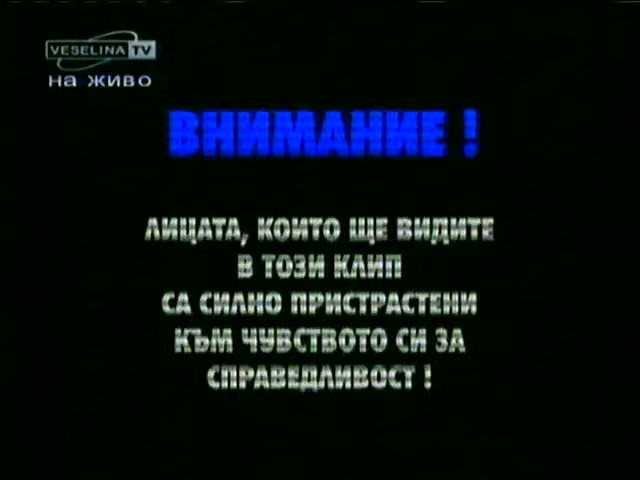 VESELINA TV
на живо
ВНИМАНИЕ !
ЛИЦАТА, КОИТО ЩЕ ВИДИТЕ
В ТОЗИ КЛИП
СА СИЛНО ПРИСТРАСТЕНИ
КЪМ ЧУВСТВОТО СИ ЗА
СПРАВЕДЛИВОСТ !